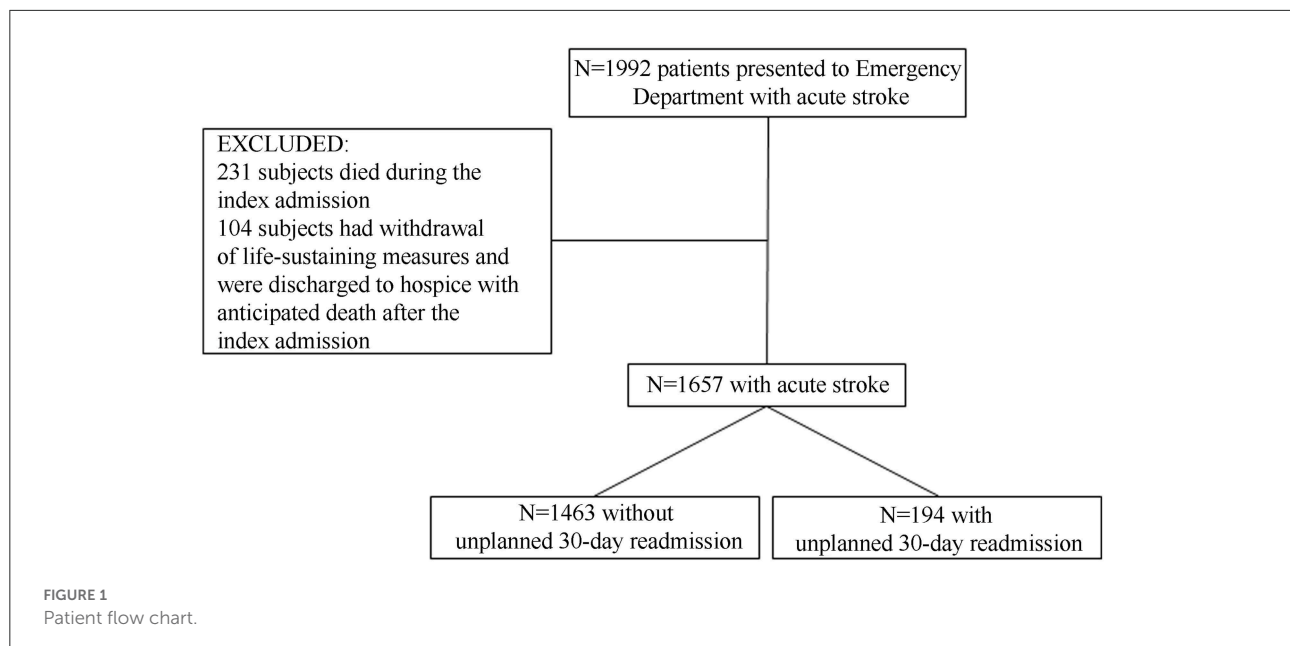 N=1992 patients presented to Emergency
Department with acute stroke
EXCLUDED:
231 subjects died during the
index admission
104 subjects had withdrawal
of life-sustaining measures and
were discharged to hospice with
anticipated death after the
index admission
N=1657 with acute stroke
N=1463 without
unplanned 30-day readmission
N=194 with
unplanned 30-day readmission
FIGURE 1
Patient flow chart.